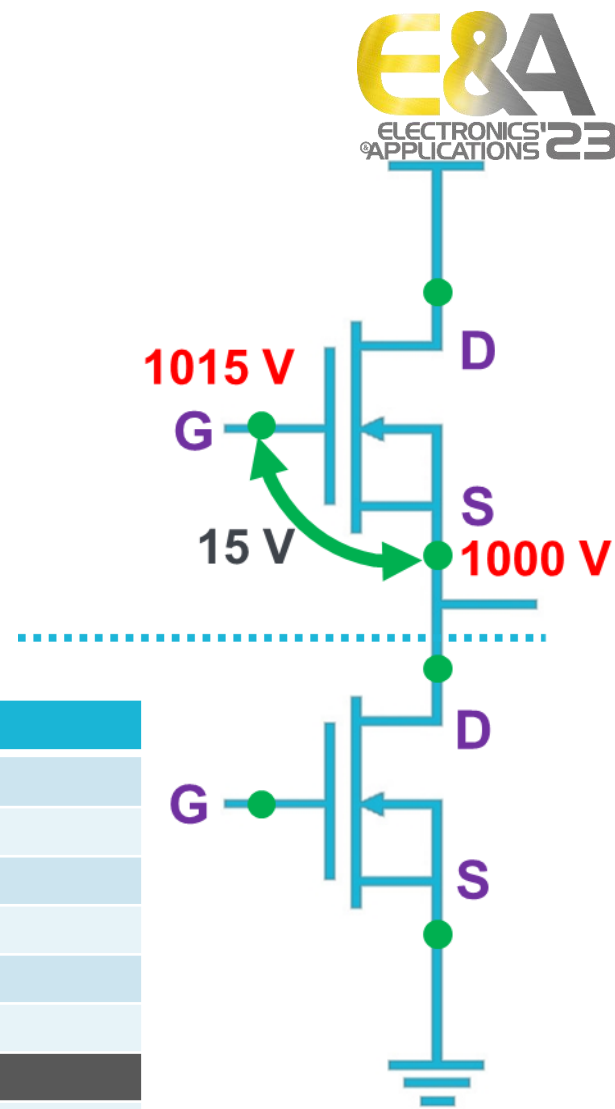 E&A
ELECTRONICS '23
& APPLICATIONS
D
1015 V
G
S
15 V
1000 V
D
G
S